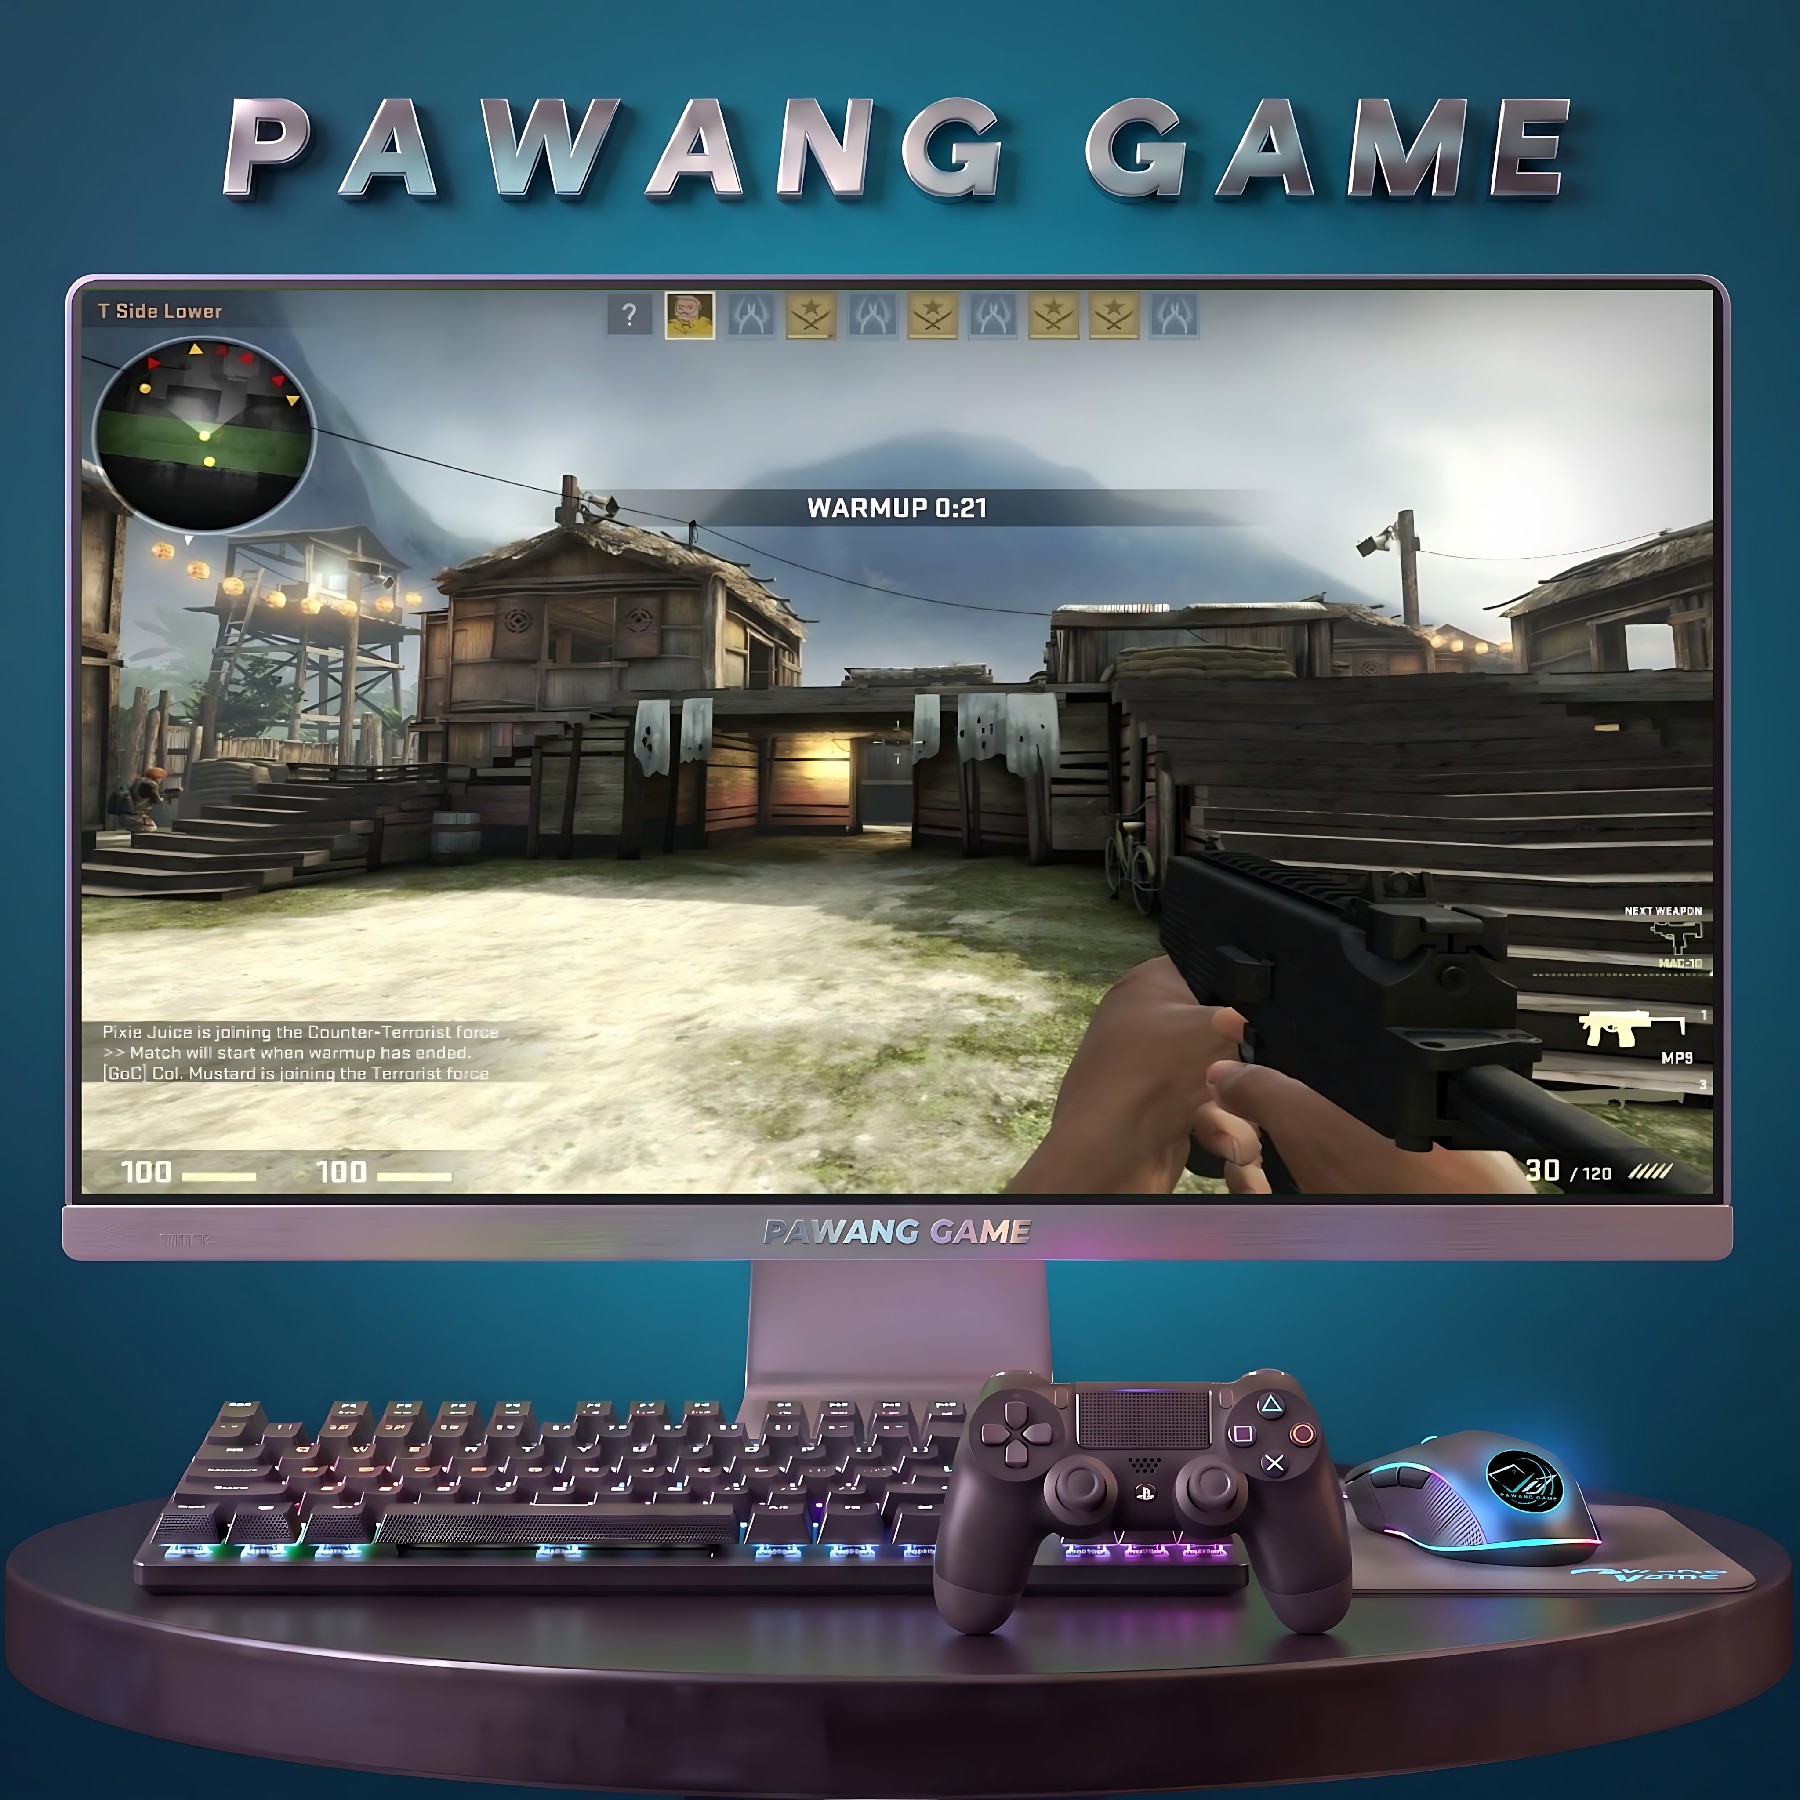 PAWANG GAME
T Side Lower
?
WARMUP 0:21
NEXT WEAPON
MAC-10
1
MP9
3
Pixie Juice is joining the Counter-Terrorist force
>> Match will start when warmup has ended.
[GoC] Col. Mustard is joining the Terrorist force
100 100
30 / 120
PAWANG GAME
PAWANG GAME